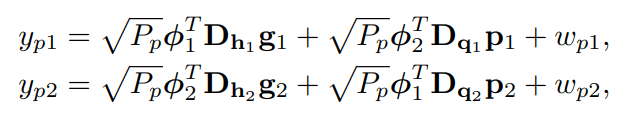 y_{p1} = \sqrt{P_p} \boldsymbol{\phi}_1^T \mathbf{D}_{\mathbf{h}_1} \mathbf{g}_1 + \sqrt{P_p} \boldsymbol{\phi}_2^T \mathbf{D}_{\mathbf{q}_1} \mathbf{p}_1 + w_{p1},
y_{p2} = \sqrt{P_p} \boldsymbol{\phi}_2^T \mathbf{D}_{\mathbf{h}_2} \mathbf{g}_2 + \sqrt{P_p} \boldsymbol{\phi}_1^T \mathbf{D}_{\mathbf{q}_2} \mathbf{p}_2 + w_{p2},